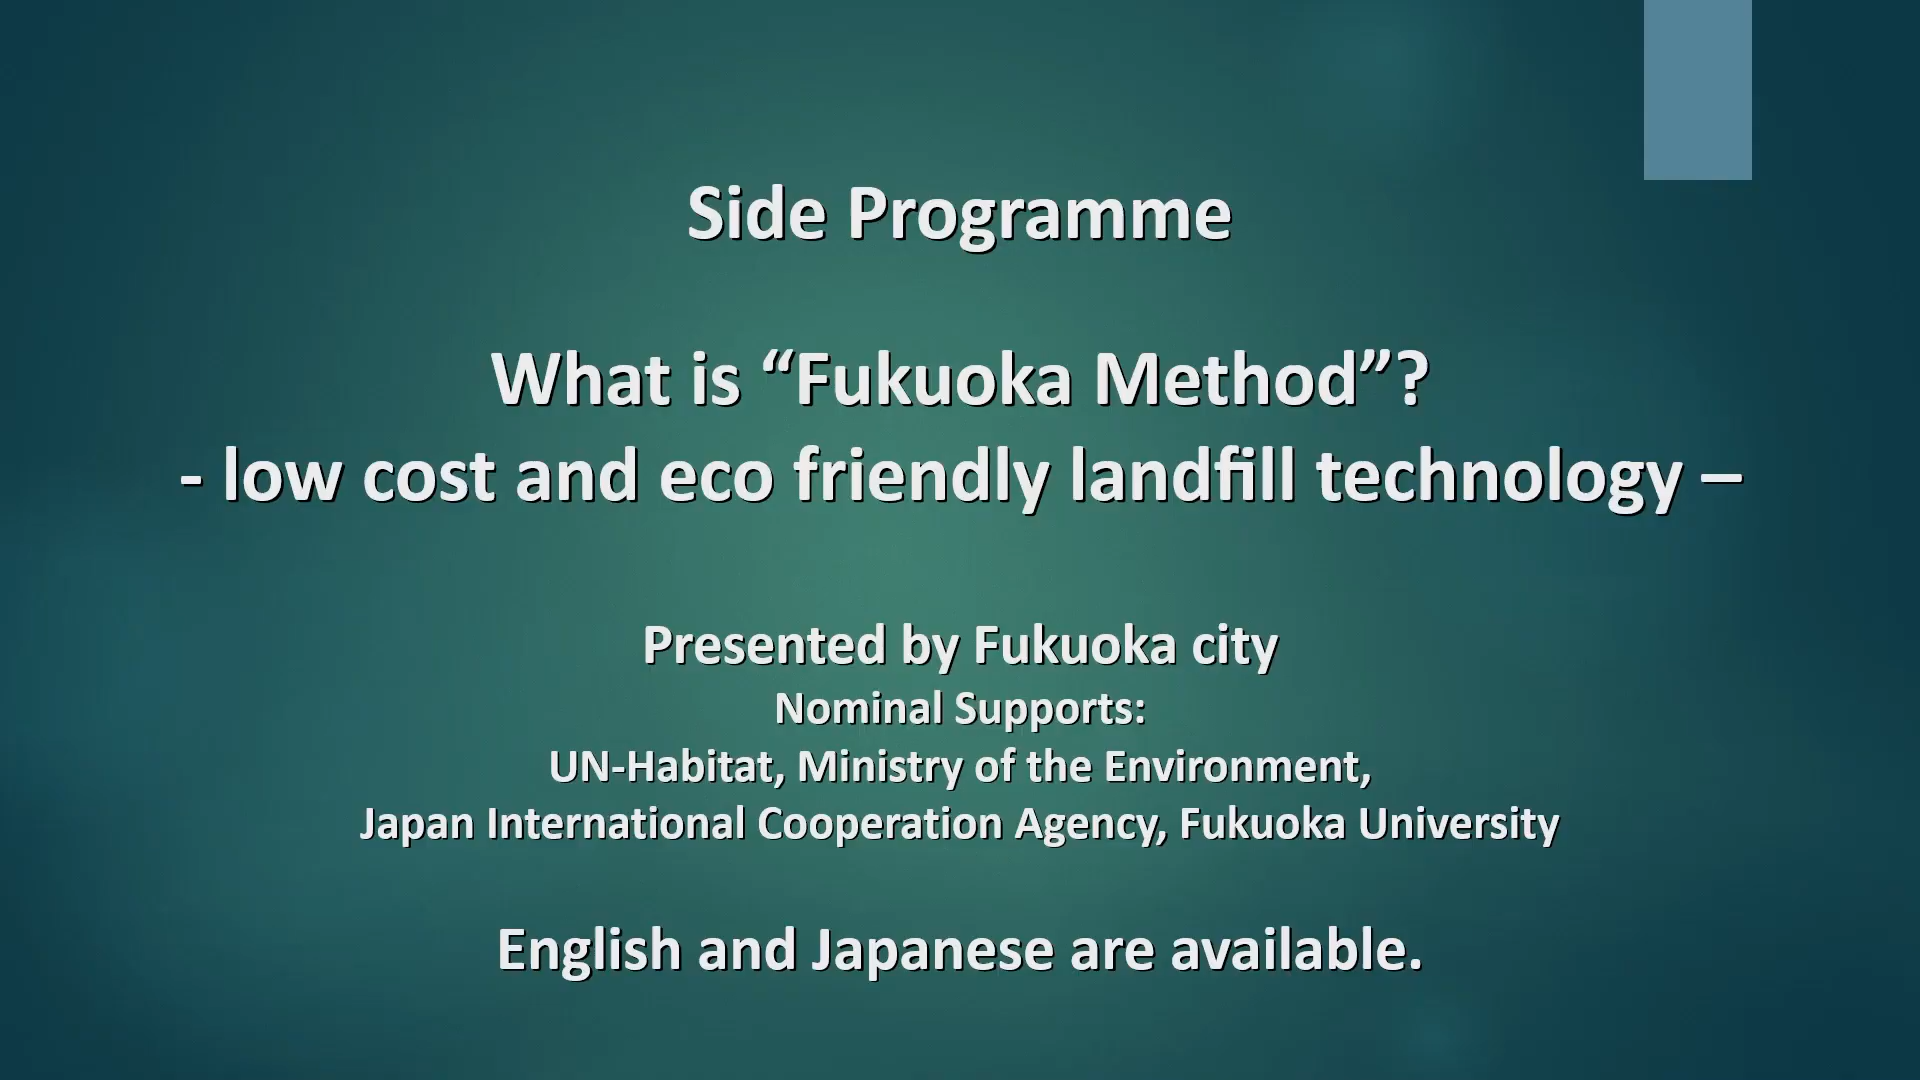 Side Programme
What is “Fukuoka Method”?
- low cost and eco friendly landfill technology –
Presented by Fukuoka city
Nominal Supports:
UN-Habitat, Ministry of the Environment,
Japan International Cooperation Agency, Fukuoka University
English and Japanese are available.